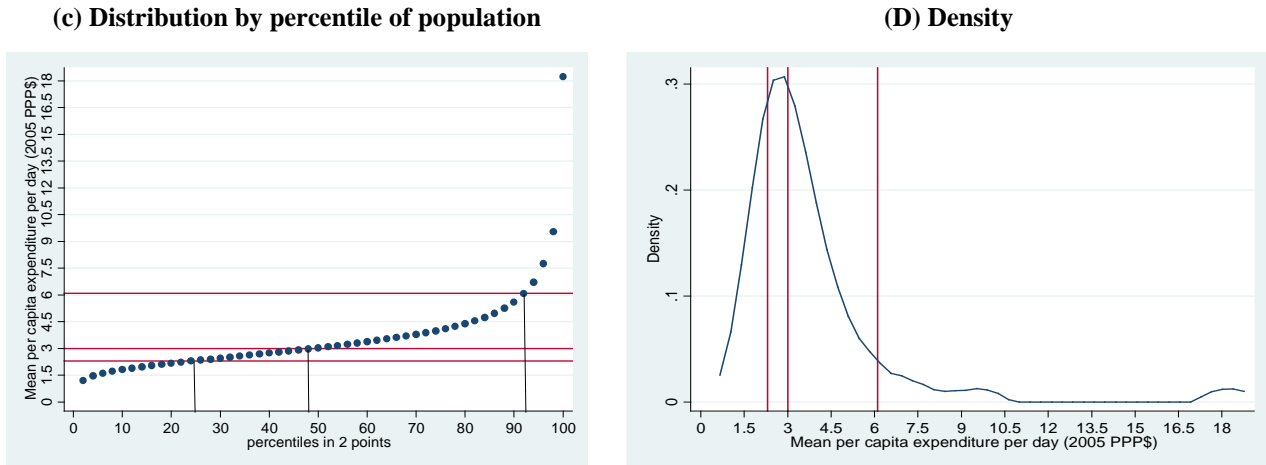 (c) Distribution by percentile of population
Mean per capita expenditure per day (2005 PPP$)
0 1.5 3 4.5 6 7.5 9 10.5 12 13.5 15 16.5 18
0 10 20 30 40 50 60 70 80 90 100
percentiles in 2 points
(D) Density
Density
0 .1 .2 .3
0 1.5 3 4.5 6 7.5 9 10.5 12 13.5 15 16.5 18
Mean per capita expenditure per day (2005 PPP$)